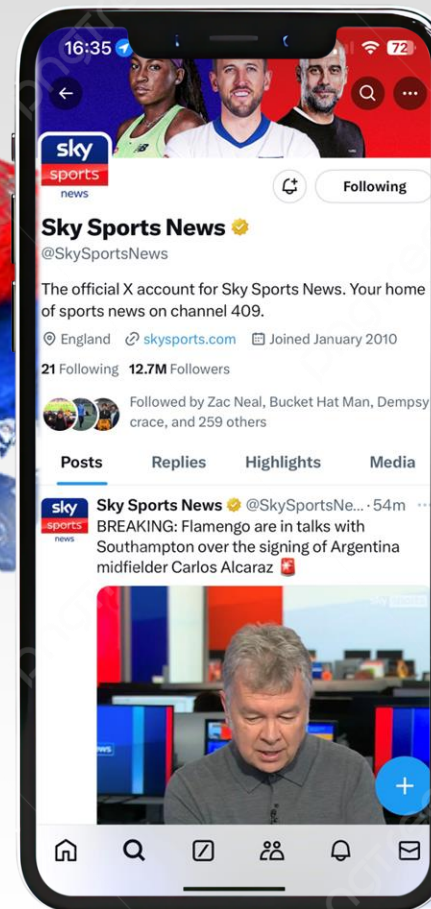 16:35
72
sky
sports
news
Following
Sky Sports News
@SkySportsNews
The official X account for Sky Sports News. Your home
of sports news on channel 409.
England skysports.com Joined January 2010
21 Following 12.7M Followers
Followed by Zac Neal, Bucket Hat Man, Dempsy
crace, and 259 others
Posts Replies Highlights Media
sky
sports
news
Sky Sports News @SkySportsNe... · 54m
BREAKING: Flamengo are in talks with
Southampton over the signing of Argentina
midfielder Carlos Alcaraz